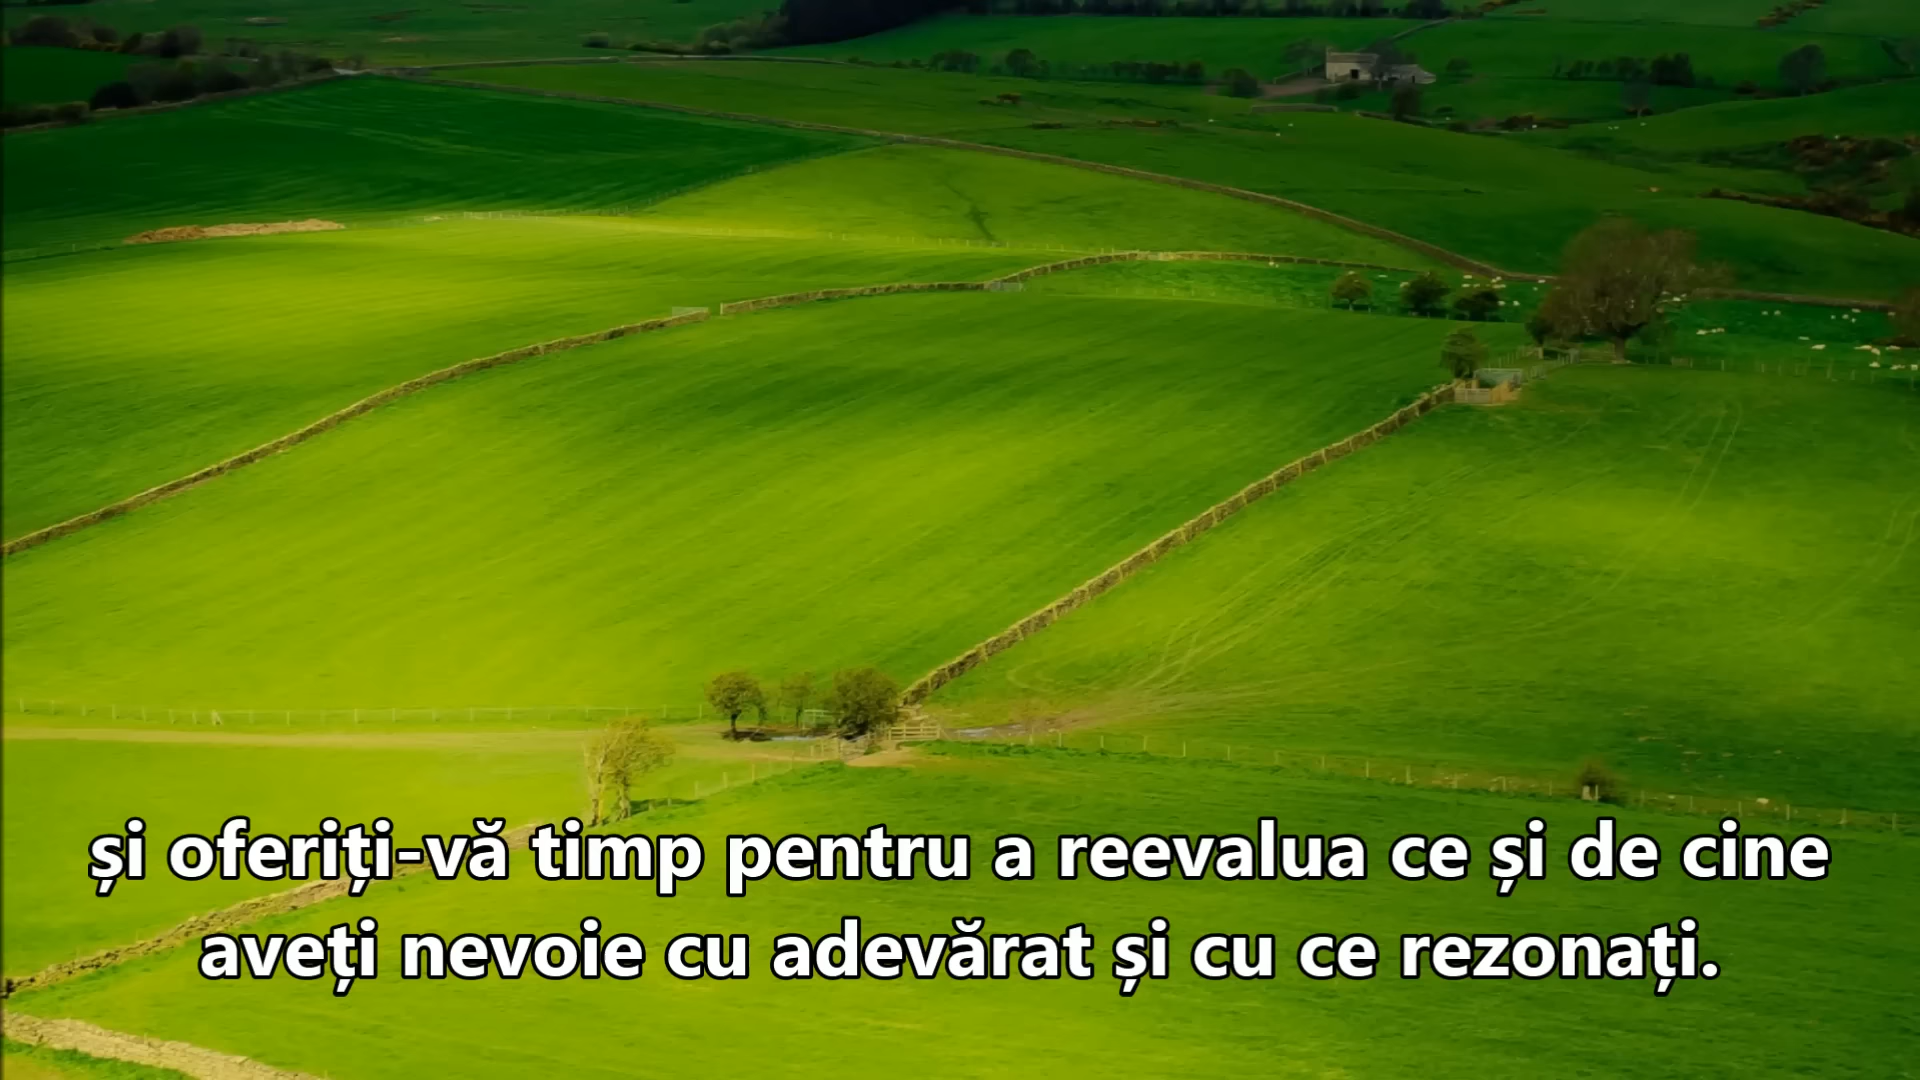 și oferiți-vă timp pentru a reevalua ce și de cine
aveți nevoie cu adevărat și cu ce rezonați.